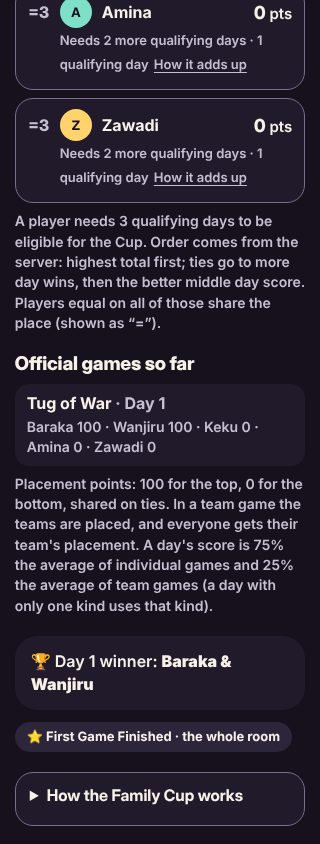 =3 A Amina 0 pts
Needs 2 more qualifying days · 1
qualifying day How it adds up
=3 Z Zawadi 0 pts
Needs 2 more qualifying days · 1
qualifying day How it adds up
A player needs 3 qualifying days to be
eligible for the Cup. Order comes from the
server: highest total first; ties go to more
day wins, then the better middle day score.
Players equal on all of those share the
place (shown as “=”).
Official games so far
Tug of War · Day 1
Baraka 100 · Wanjiru 100 · Keku 0 ·
Amina 0 · Zawadi 0
Placement points: 100 for the top, 0 for the
bottom, shared on ties. In a team game the
teams are placed, and everyone gets their
team's placement. A day's score is 75%
the average of individual games and 25%
the average of team games (a day with
only one kind uses that kind).
🏆 Day 1 winner: Baraka &
Wanjiru
⭐ First Game Finished · the whole room
▶ How the Family Cup works